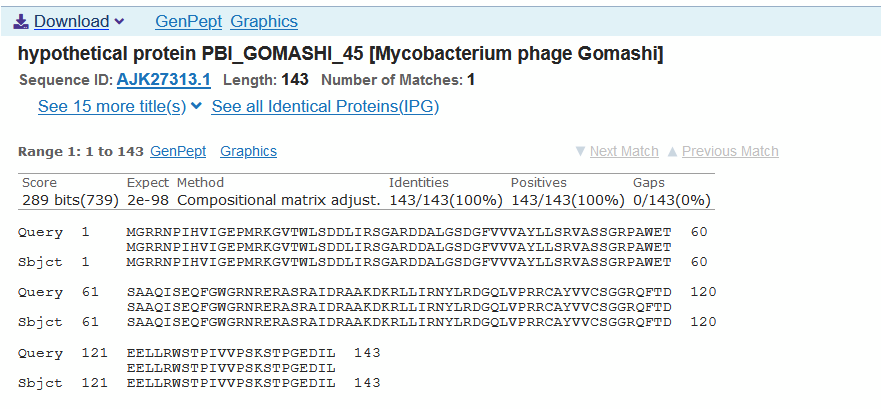 Download GenPept Graphics
hypothetical protein PBI_GOMASHI_45 [Mycobacterium phage Gomashi]
Sequence ID: AJK27313.1 Length: 143 Number of Matches: 1
See 15 more title(s) See all Identical Proteins(IPG)
Range 1: 1 to 143 GenPept Graphics ▼ Next Match ▲ Previous Match
Score Expect Method Identities Positives Gaps
289 bits(739) 2e-98 Compositional matrix adjust. 143/143(100%) 143/143(100%) 0/143(0%)
Query 1 MGRRNPIHVIGEPMRKGVTWLSDDLIRSGARDDALGSDGFVVVAYLLSRVASSGRPAWET 60
MGRRNPIHVIGEPMRKGVTWLSDDLIRSGARDDALGSDGFVVVAYLLSRVASSGRPAWET
Sbjct 1 MGRRNPIHVIGEPMRKGVTWLSDDLIRSGARDDALGSDGFVVVAYLLSRVASSGRPAWET 60
Query 61 SAAQISEQFGWGRNRERASRAIDRAAKDKRLLIRNYLRDGQLVPRRCAYVVCSGGRQFTD 120
SAAQISEQFGWGRNRERASRAIDRAAKDKRLLIRNYLRDGQLVPRRCAYVVCSGGRQFTD
Sbjct 61 SAAQISEQFGWGRNRERASRAIDRAAKDKRLLIRNYLRDGQLVPRRCAYVVCSGGRQFTD 120
Query 121 EELLRWSTPIVVPSKSTPGEDIL 143
EELLRWSTPIVVPSKSTPGEDIL
Sbjct 121 EELLRWSTPIVVPSKSTPGEDIL 143